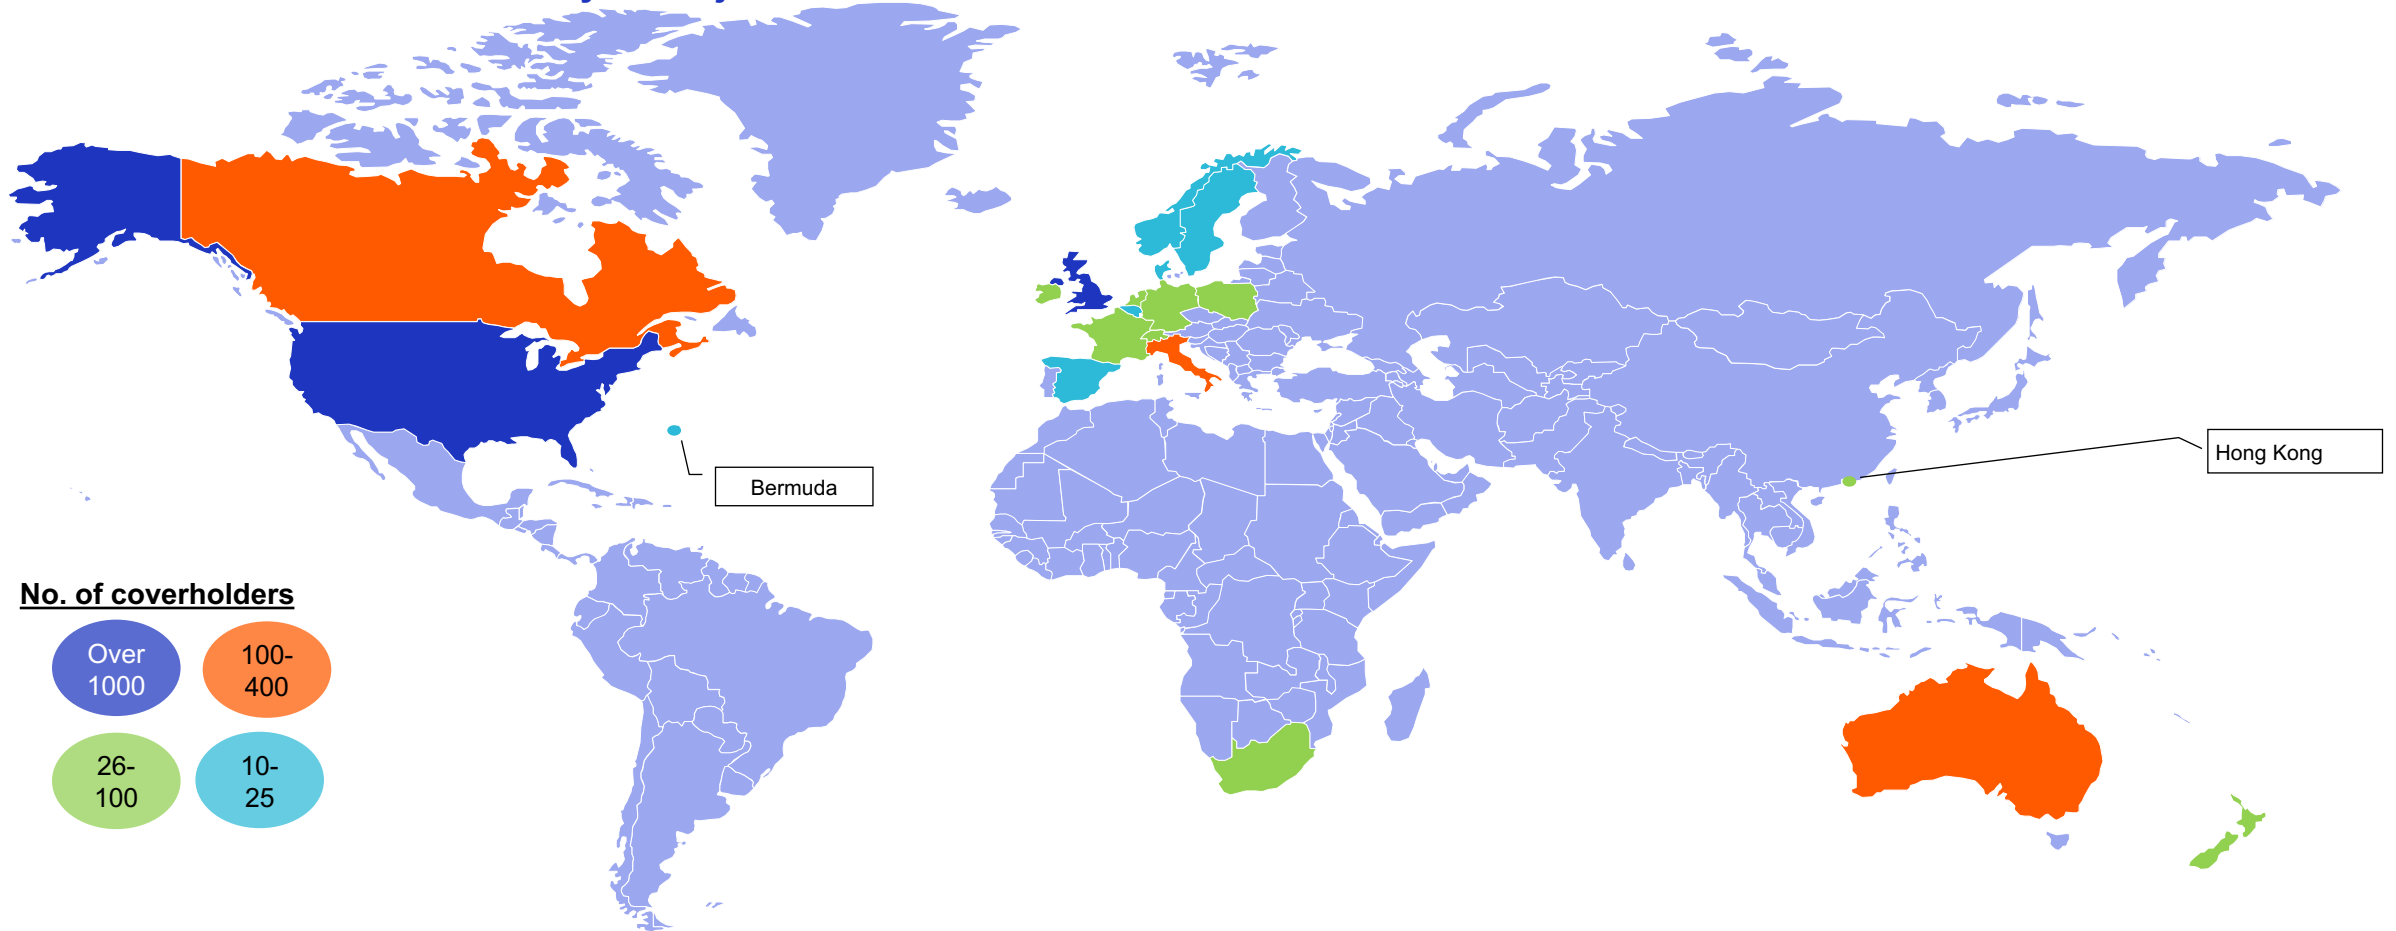 Bermuda
Hong Kong
No. of coverholders
Over
1000
100-
400
26-
100
10-
25